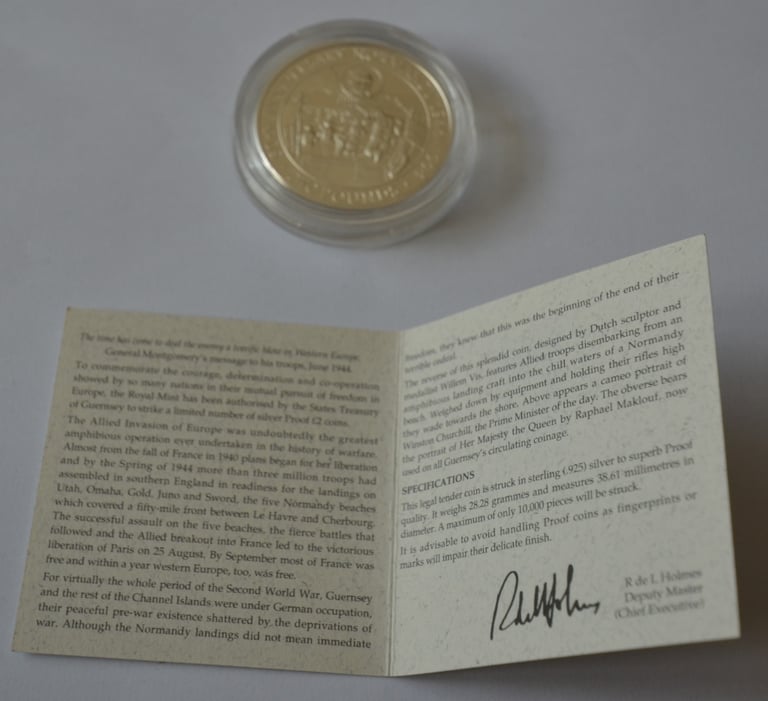 The time has come to deal the enemy a terrific blow in Western Europe.
General Montgomery's message to his troops, June 1944.
To commemorate the courage, determination and co-operation
showed by so many nations in their mutual pursuit of freedom in
Europe, the Royal Mint has been authorised by the States Treasury
of Guernsey to strike a limited number of silver Proof £2 coins.
The Allied Invasion of Europe was undoubtedly the greatest
amphibious operation ever undertaken in the history of warfare.
Almost from the fall of France in 1940 plans began for her liberation
and by the Spring of 1944 more than three million troops had
assembled in southern England in readiness for the landings on
Utah, Omaha, Gold, Juno and Sword, the five Normandy beaches
which covered a fifty-mile front between Le Havre and Cherbourg.
The successful assault on the five beaches, the fierce battles that
followed and the Allied breakout into France led to the victorious
liberation of Paris on 25 August. By September most of France was
free and within a year western Europe, too, was free.
For virtually the whole period of the Second World War, Guernsey
and the rest of the Channel Islands were under German occupation,
their peaceful pre-war existence shattered by the deprivations of
war. Although the Normandy landings did not mean immediate
freedom, they knew that this was the beginning of the end of their
terrible ordeal.
The reverse of this splendid coin, designed by Dutch sculptor and
medallist Willem Vis, features Allied troops disembarking from an
amphibious landing craft into the chill waters of a Normandy
beach. Weighed down by equipment and holding their rifles high
they wade towards the shore. Above appears a cameo portrait of
Winston Churchill, the Prime Minister of the day. The obverse bears
the portrait of Her Majesty the Queen by Raphael Maklouf, now
used on all Guernsey's circulating coinage.
SPECIFICATIONS
This legal tender coin is struck in sterling (.925) silver to superb Proof
quality. It weighs 28.28 grammes and measures 38.61 millimetres in
diameter. A maximum of only 10,000 pieces will be struck.
It is advisable to avoid handling Proof coins as fingerprints or
marks will impair their delicate finish.
R de L Holmes
Deputy Master
(Chief Executive)